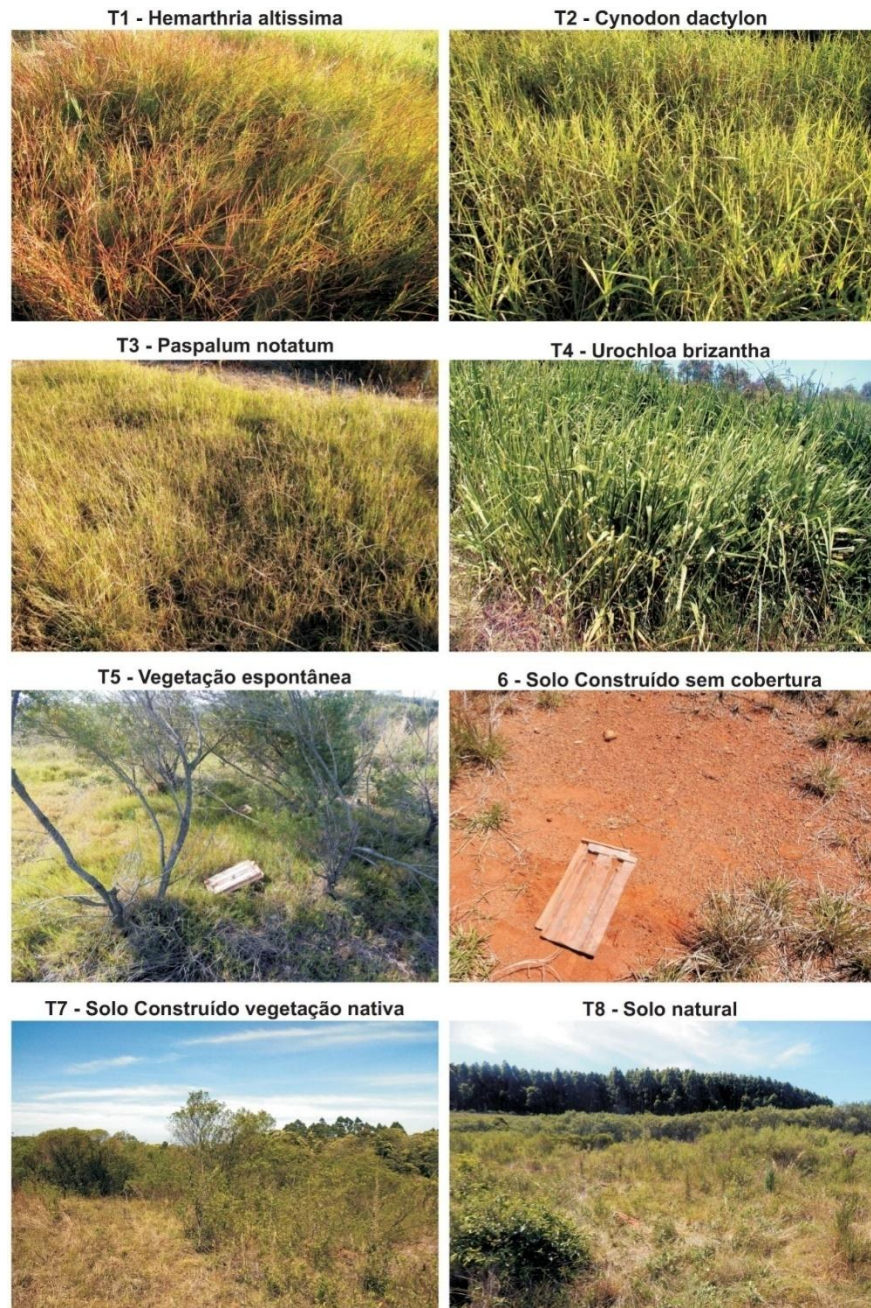 T1 - Hemarthria altissima
T2 - Cynodon dactylon
T3 - Paspalum notatum
T4 - Urochloa brizantha
T5 - Vegetação espontânea
6 - Solo Construído sem cobertura
T7 - Solo Construído vegetação nativa
T8 - Solo natural